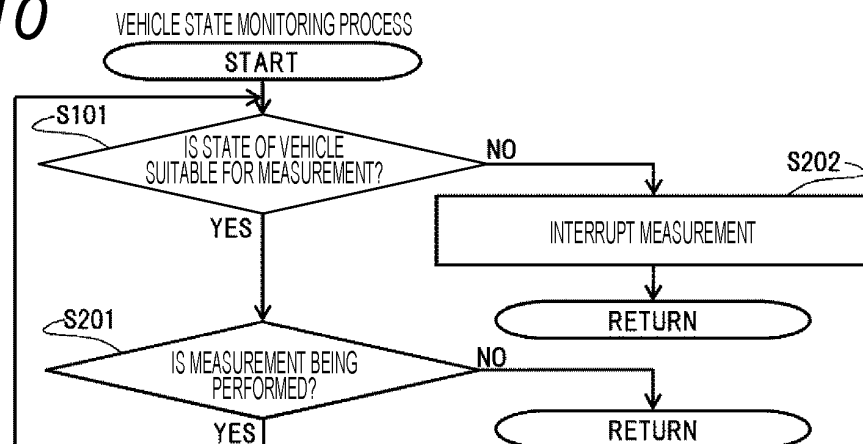 10
VEHICLE STATE MONITORING PROCESS
START
S101
IS STATE OF VEHICLE
SUITABLE FOR MEASUREMENT?
NO
S202
YES
INTERRUPT MEASUREMENT
RETURN
S201
IS MEASUREMENT BEING
PERFORMED?
NO
YES
RETURN